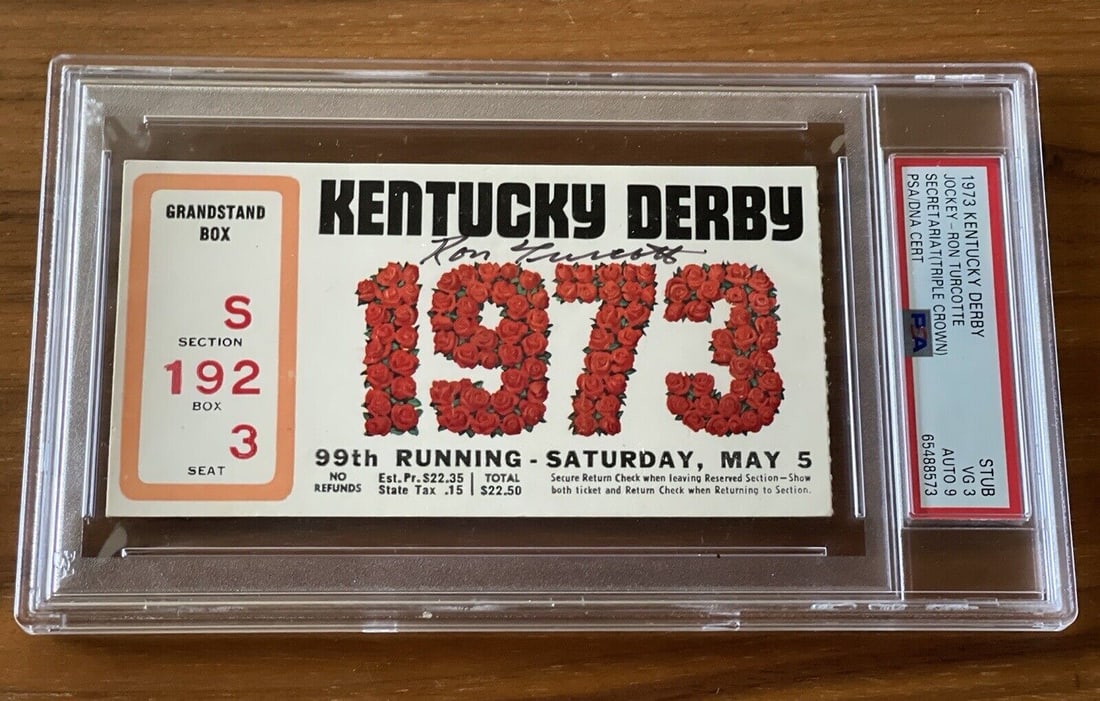 GRANDSTAND
BOX
S
SECTION
192
BOX
3
SEAT
KENTUCKY DERBY
Ron Turcotte
1973
99th RUNNING - SATURDAY, MAY 5
NO
REFUNDS
Est. Pr. $22.35
State Tax .15
TOTAL
$22.50
Secure Return Check when leaving Reserved Section — Show
both ticket and Return Check when Returning to Section.
1973 KENTUCKY DERBY
JOCKEY - RON TURCOTTE
SECRETARIAT(TRIPLE CROWN)
PSA/DNA CERT
PSA
STUB
VG 3
AUTO 9
65488573